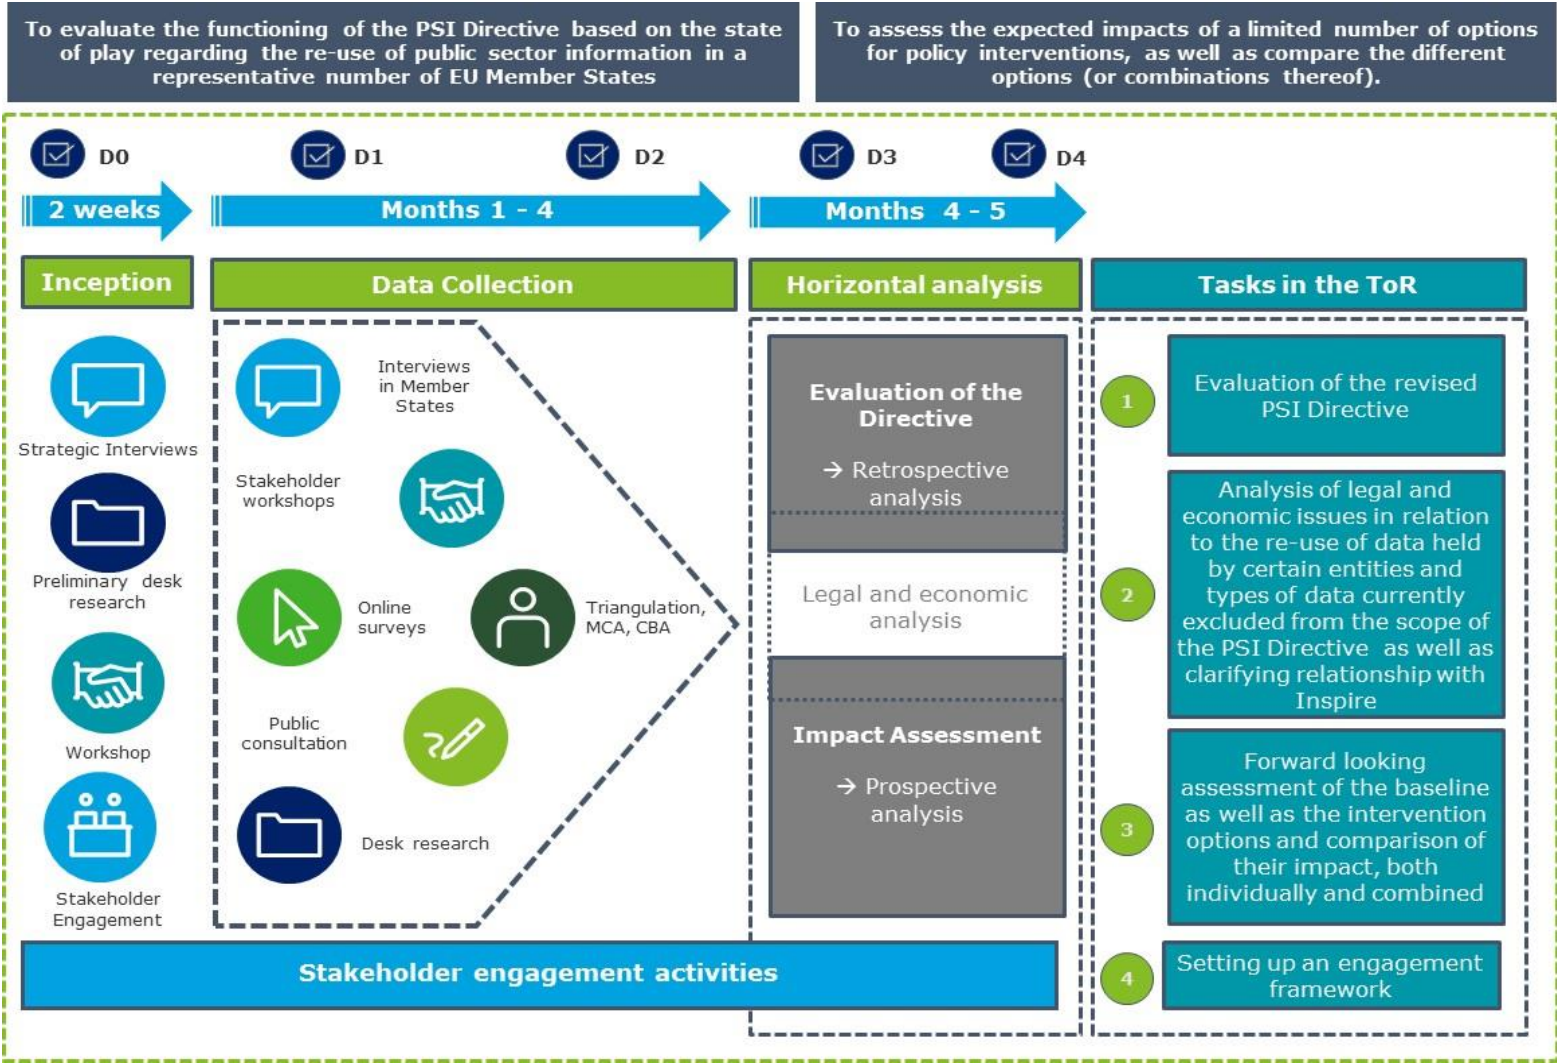 To evaluate the functioning of the PSI Directive based on the state
of play regarding the re-use of public sector information in a
representative number of EU Member States
To assess the expected impacts of a limited number of options
for policy interventions, as well as compare the different
options (or combinations thereof).
D0
D1
D2
D3
D4
2 weeks
Months 1 - 4
Months 4 - 5
Inception
Data Collection
Horizontal analysis
Tasks in the ToR
Strategic Interviews
Preliminary desk
research
Workshop
Stakeholder
Engagement
Interviews
in Member
States
Stakeholder
workshops
Online
surveys
Triangulation,
MCA, CBA
Public
consultation
Desk research
Evaluation of the
Directive
→ Retrospective
analysis
Legal and economic
analysis
Impact Assessment
→ Prospective
analysis
1
Evaluation of the revised
PSI Directive
2
Analysis of legal and
economic issues in relation
to the re-use of data held
by certain entities and
types of data currently
excluded from the scope of
the PSI Directive as well as
clarifying relationship with
Inspire
3
Forward looking
assessment of the baseline
as well as the intervention
options and comparison of
their impact, both
individually and combined
4
Setting up an engagement
framework
Stakeholder engagement activities